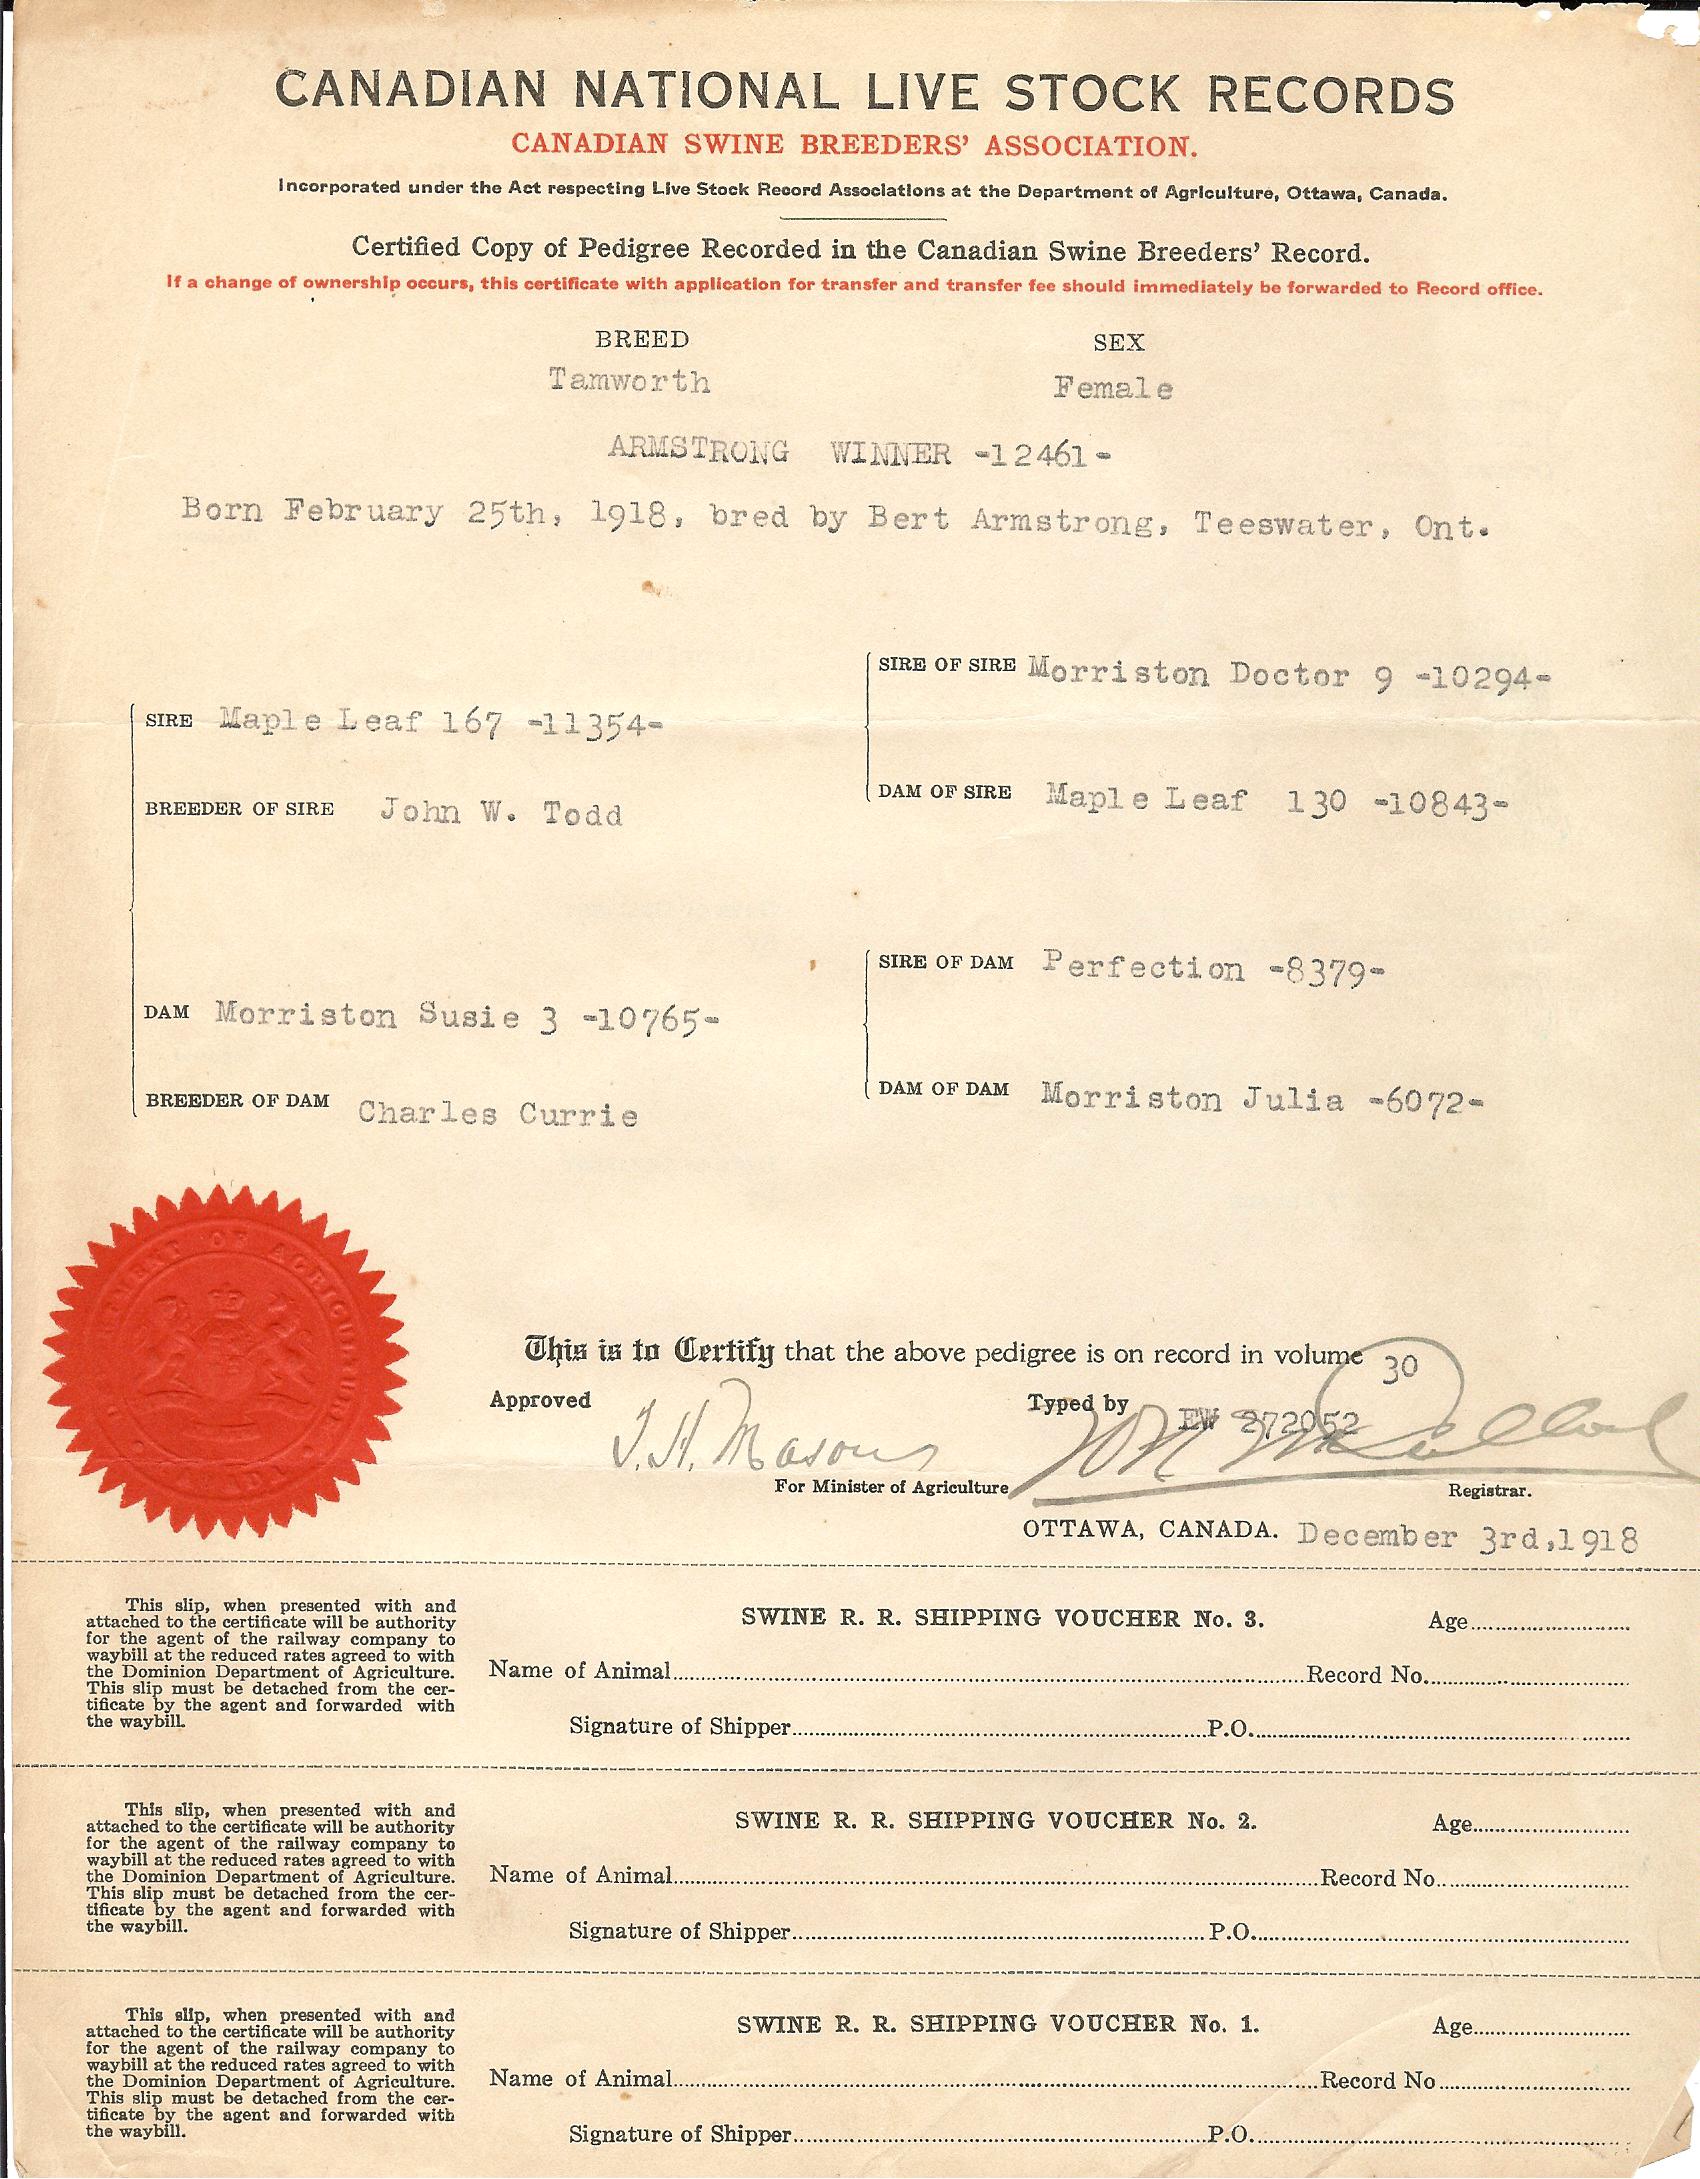 CANADIAN NATIONAL LIVE STOCK RECORDS
CANADIAN SWINE BREEDERS' ASSOCIATION.
Incorporated under the Act respecting Live Stock Record Associations at the Department of Agriculture, Ottawa, Canada.
Certified Copy of Pedigree Recorded in the Canadian Swine Breeders' Record.
If a change of ownership occurs, this certificate with application for transfer and transfer fee should immediately be forwarded to Record office.
BREED SEX
Tamworth Female
ARMSTRONG WINNER -12461-
Born February 25th, 1918, bred by Bert Armstrong, Teeswater, Ont.
SIRE OF SIRE Morriston Doctor 9 -10294-
SIRE Maple Leaf 167 -11354-
DAM OF SIRE Maple Leaf 130 -10843-
BREEDER OF SIRE John W. Todd
SIRE OF DAM Perfection -8379-
DAM Morriston Susie 3 -10765-
DAM OF DAM Morriston Julia -6072-
BREEDER OF DAM Charles Currie
DEPARTMENT OF AGRICULTURE
CANADA
This is to Certify that the above pedigree is on record in volume 30
Approved Typed by EW 272052
For Minister of Agriculture Registrar.
OTTAWA, CANADA. December 3rd,1918
This slip, when presented with and
attached to the certificate will be authority
for the agent of the railway company to
waybill at the reduced rates agreed to with
the Dominion Department of Agriculture.
This slip must be detached from the cer-
tificate by the agent and forwarded with
the waybill.
SWINE R. R. SHIPPING VOUCHER No. 3. Age
Name of Animal Record No.
Signature of Shipper P.O.
This slip, when presented with and
attached to the certificate will be authority
for the agent of the railway company to
waybill at the reduced rates agreed to with
the Dominion Department of Agriculture.
This slip must be detached from the cer-
tificate by the agent and forwarded with
the waybill.
SWINE R. R. SHIPPING VOUCHER No. 2. Age
Name of Animal Record No.
Signature of Shipper P.O.
This slip, when presented with and
attached to the certificate will be authority
for the agent of the railway company to
waybill at the reduced rates agreed to with
the Dominion Department of Agriculture.
This slip must be detached from the cer-
tificate by the agent and forwarded with
the waybill.
SWINE R. R. SHIPPING VOUCHER No. 1. Age
Name of Animal Record No
Signature of Shipper P.O.